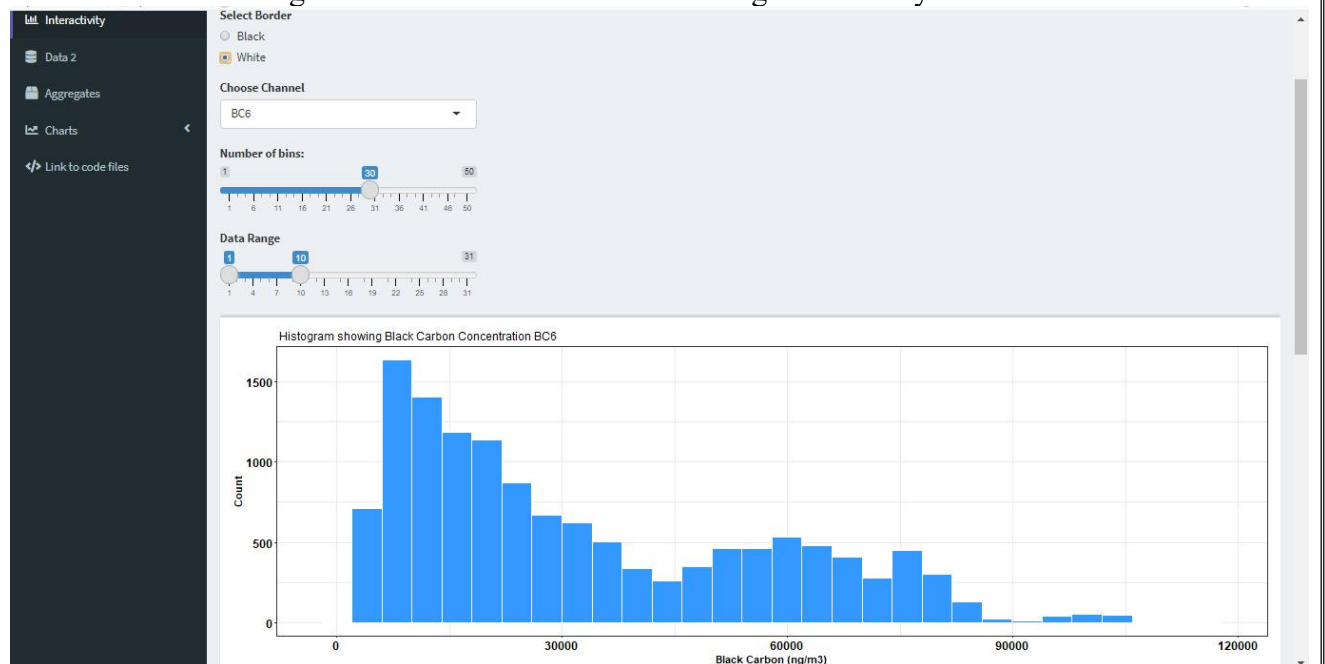 Interactivity
Data 2
Aggregates
Charts
Link to code files
Select Border
Black
White
Choose Channel
BC6
Number of bins:
1 30 50
1 6 11 16 21 26 31 36 41 46 50
Data Range
1 10 31
1 4 7 10 13 16 19 22 25 28 31
Histogram showing Black Carbon Concentration BC6
1500
1000
500
0
Count
0 30000 60000 90000 120000
Black Carbon (ng/m3)